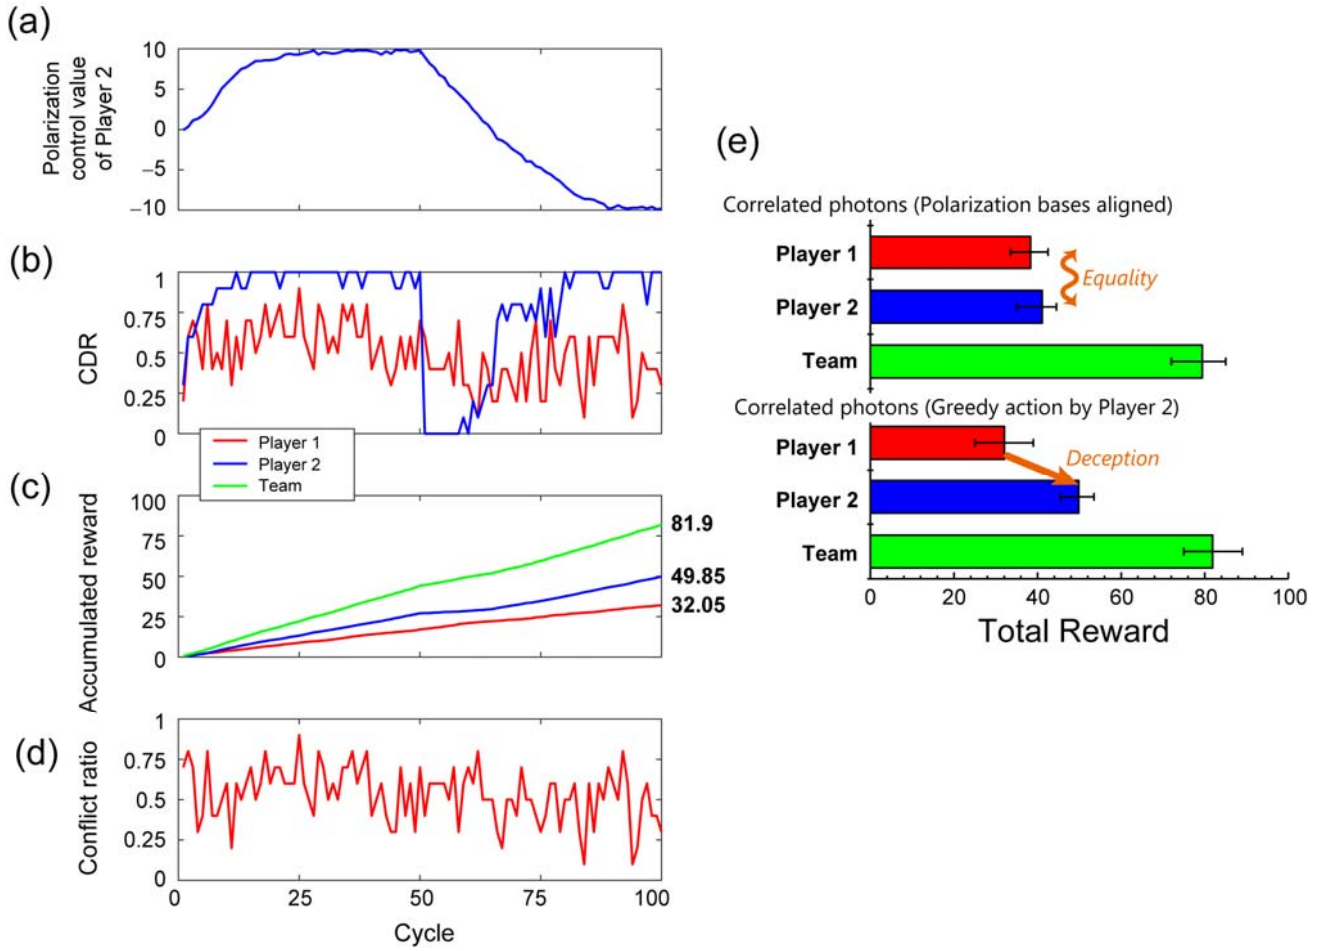 (a)
Polarization
control value
of Player 2
10
5
0
−5
−10
(b)
CDR
1
0.75
0.5
0.25
0
Player 1
Player 2
Team
(c)
Accumulated reward
100
75
50
25
0
81.9
49.85
32.05
(d)
Conflict ratio
1
0.75
0.5
0.25
0
0 25 50 75 100
Cycle
(e)
Correlated photons (Polarization bases aligned)
Player 1
Player 2
Team
Equality
Correlated photons (Greedy action by Player 2)
Player 1
Player 2
Team
Deception
0 20 40 60 80 100
Total Reward